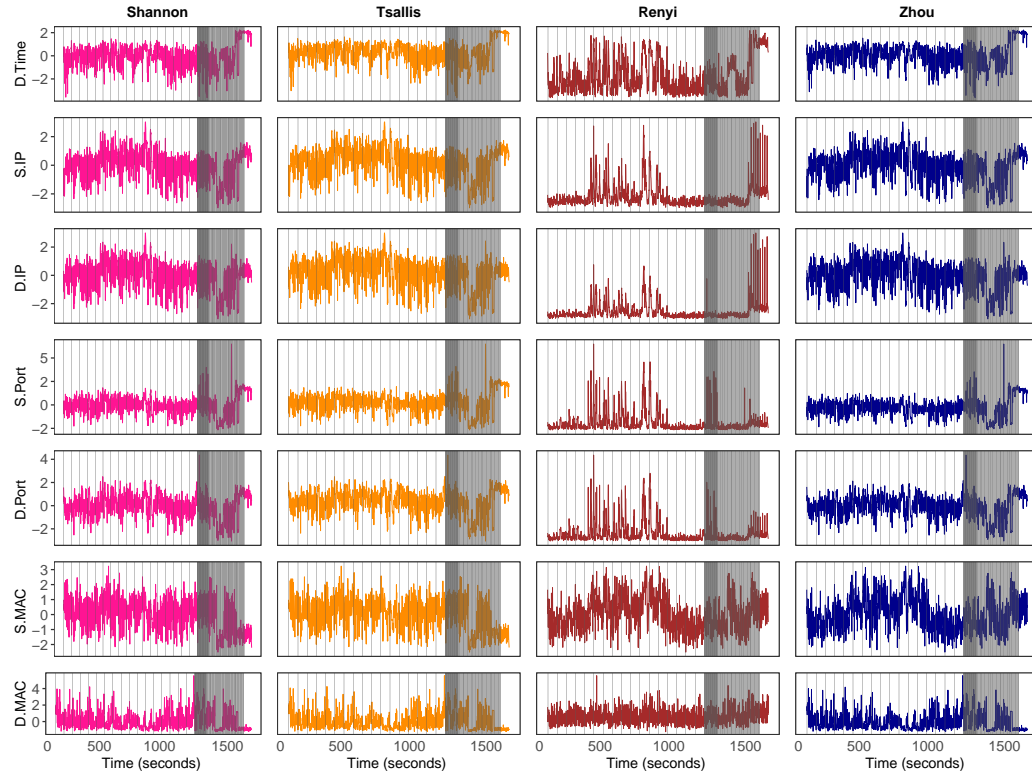 Shannon Tsallis Renyi Zhou
D.Time
2
0
−2
S.IP
2
0
−2
D.IP
2
0
−2
S.Port
5
2
0
−2
D.Port
4
2
0
−2
S.MAC
3
2
1
0
−1
−2
D.MAC
4
2
0
0 500 1000 1500 0 500 1000 1500 0 500 1000 1500 0 500 1000 1500
Time (seconds) Time (seconds) Time (seconds) Time (seconds)